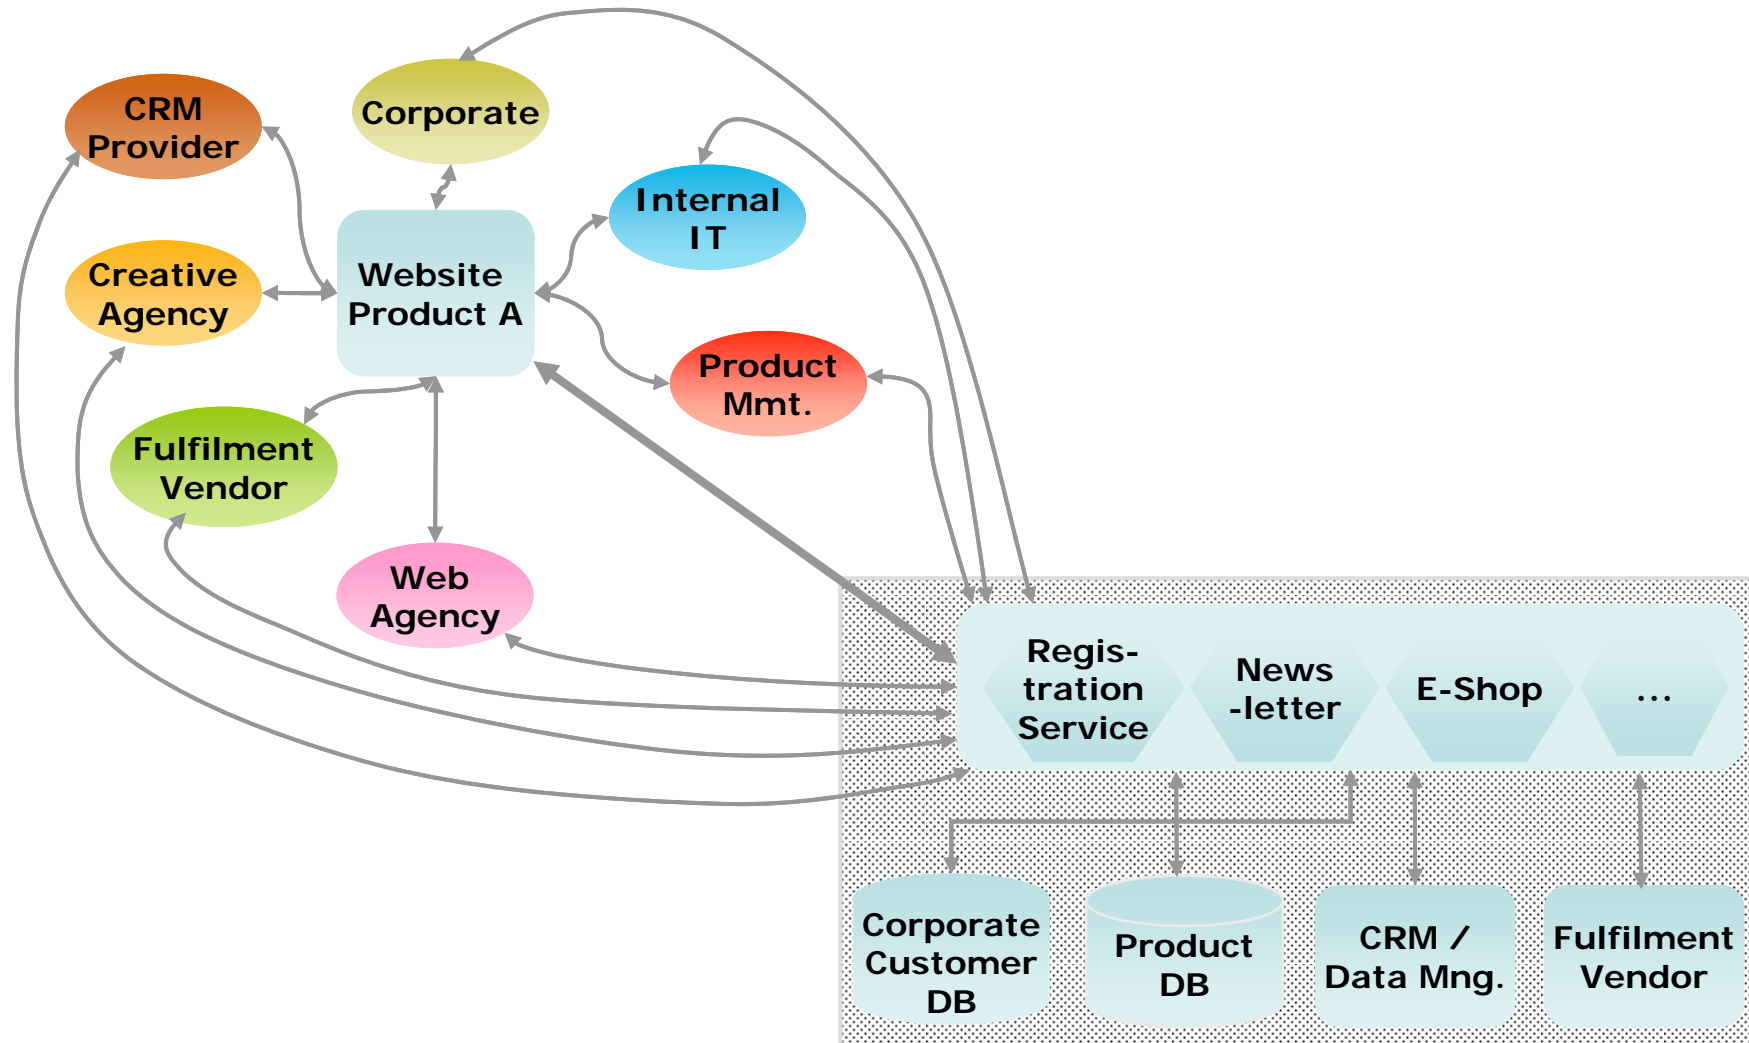 CRM
Provider
Corporate
Internal
IT
Creative
Agency
Website
Product A
Product
Mmt.
Fulfilment
Vendor
Web
Agency
Regis-
tration
Service
News
-letter
E-Shop
...
Corporate
Customer
DB
Product
DB
CRM /
Data Mng.
Fulfilment
Vendor